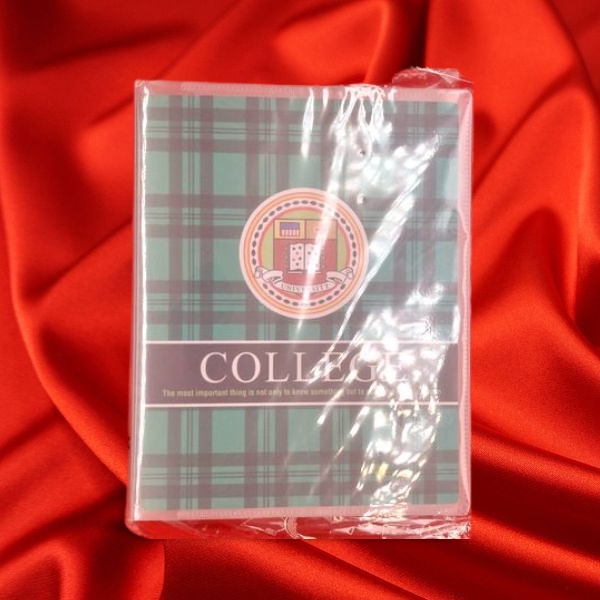 UNIVERSITY
COLLEGE
The most important thing is not only to know something but to